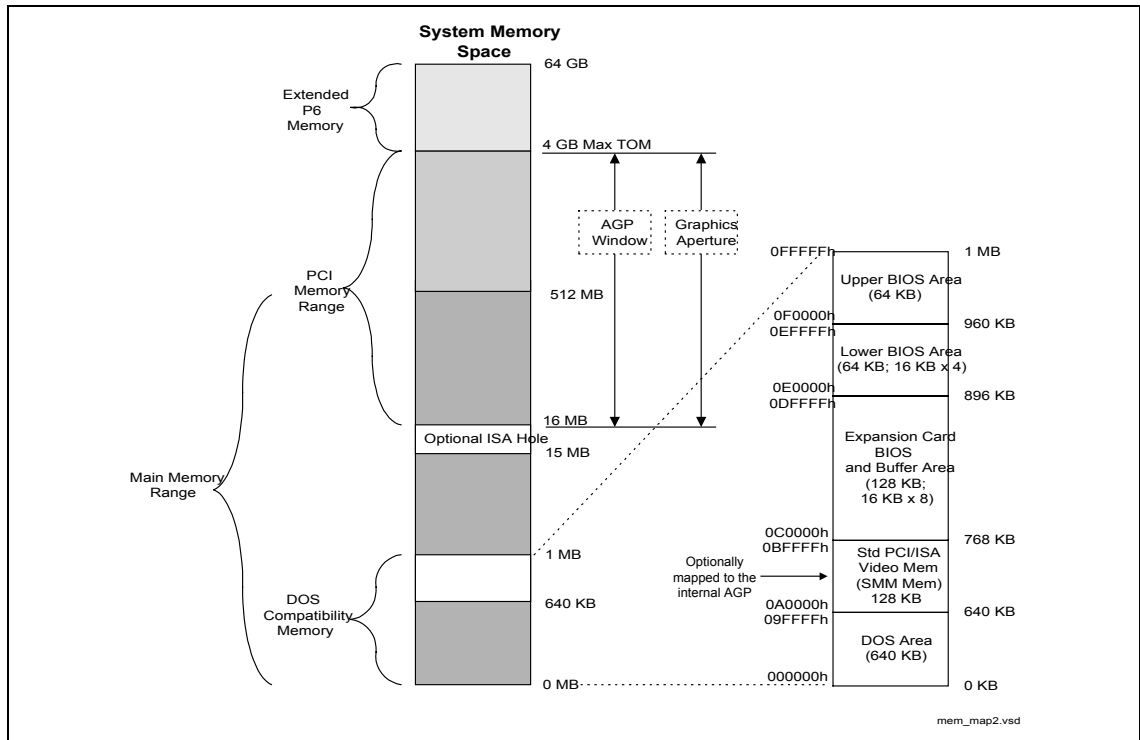 System Memory
Space
64 GB
Extended
P6
Memory
4 GB Max TOM
AGP
Window
Graphics
Aperture
PCI
Memory
Range
512 MB
16 MB
Optional ISA Hole
15 MB
Main Memory
Range
1 MB
DOS
Compatibility
Memory
640 KB
0 MB
0FFFFFh
1 MB
Upper BIOS Area
(64 KB)
0F0000h
960 KB
0EFFFFh
Lower BIOS Area
(64 KB; 16 KB x 4)
0E0000h
896 KB
0DFFFFh
Expansion Card
BIOS
and Buffer Area
(128 KB;
16 KB x 8)
0C0000h
768 KB
0BFFFFh
Optionally
mapped to the
internal AGP
Std PCI/ISA
Video Mem
(SMM Mem)
128 KB
0A0000h
640 KB
09FFFFh
DOS Area
(640 KB)
000000h
0 KB
mem_map2.vsd